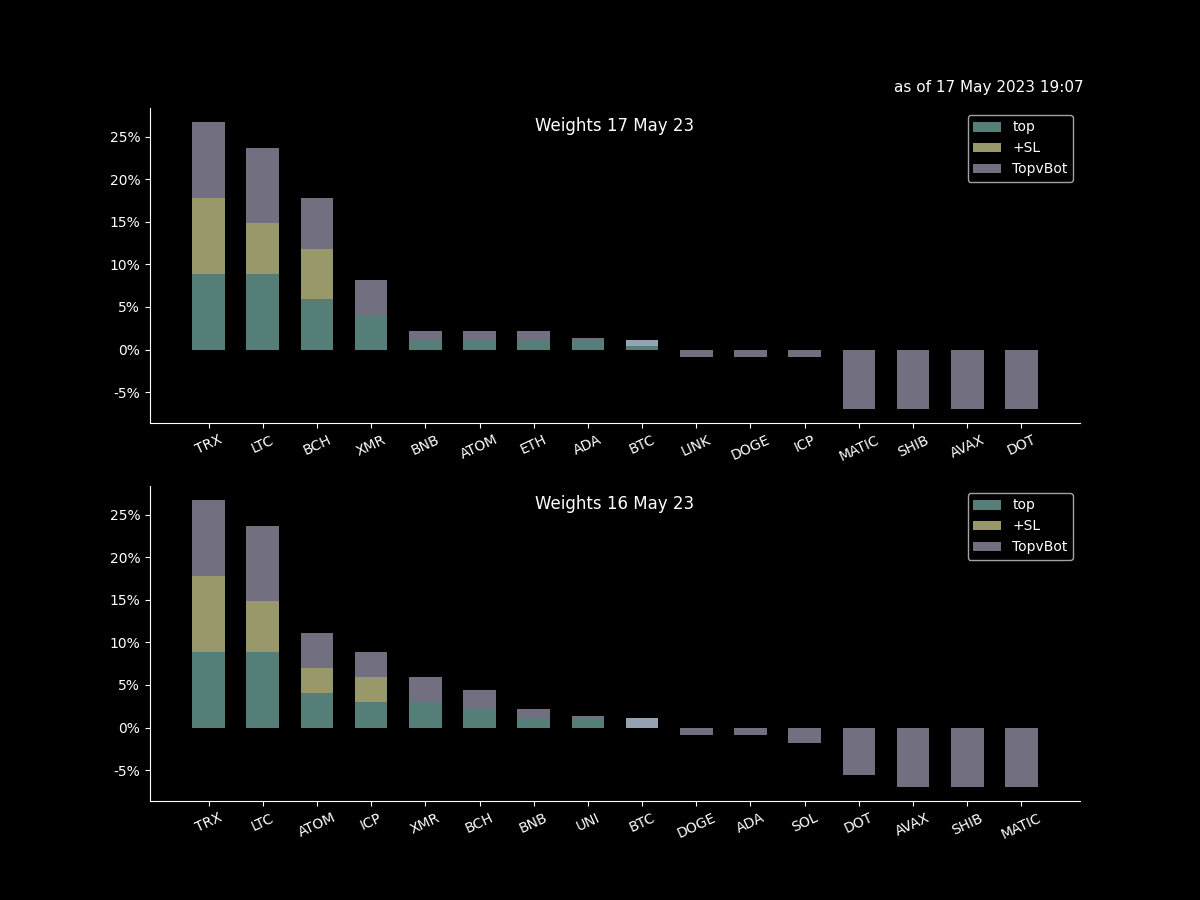 as of 17 May 2023 19:07
Weights 17 May 23
top
+SL
TopvBot
25%
20%
15%
10%
5%
0%
-5%
TRX LTC BCH XMR BNB ATOM ETH ADA BTC LINK DOGE ICP MATIC SHIB AVAX DOT
Weights 16 May 23
top
+SL
TopvBot
25%
20%
15%
10%
5%
0%
-5%
TRX LTC ATOM ICP XMR BCH BNB UNI BTC DOGE ADA SOL DOT AVAX SHIB MATIC